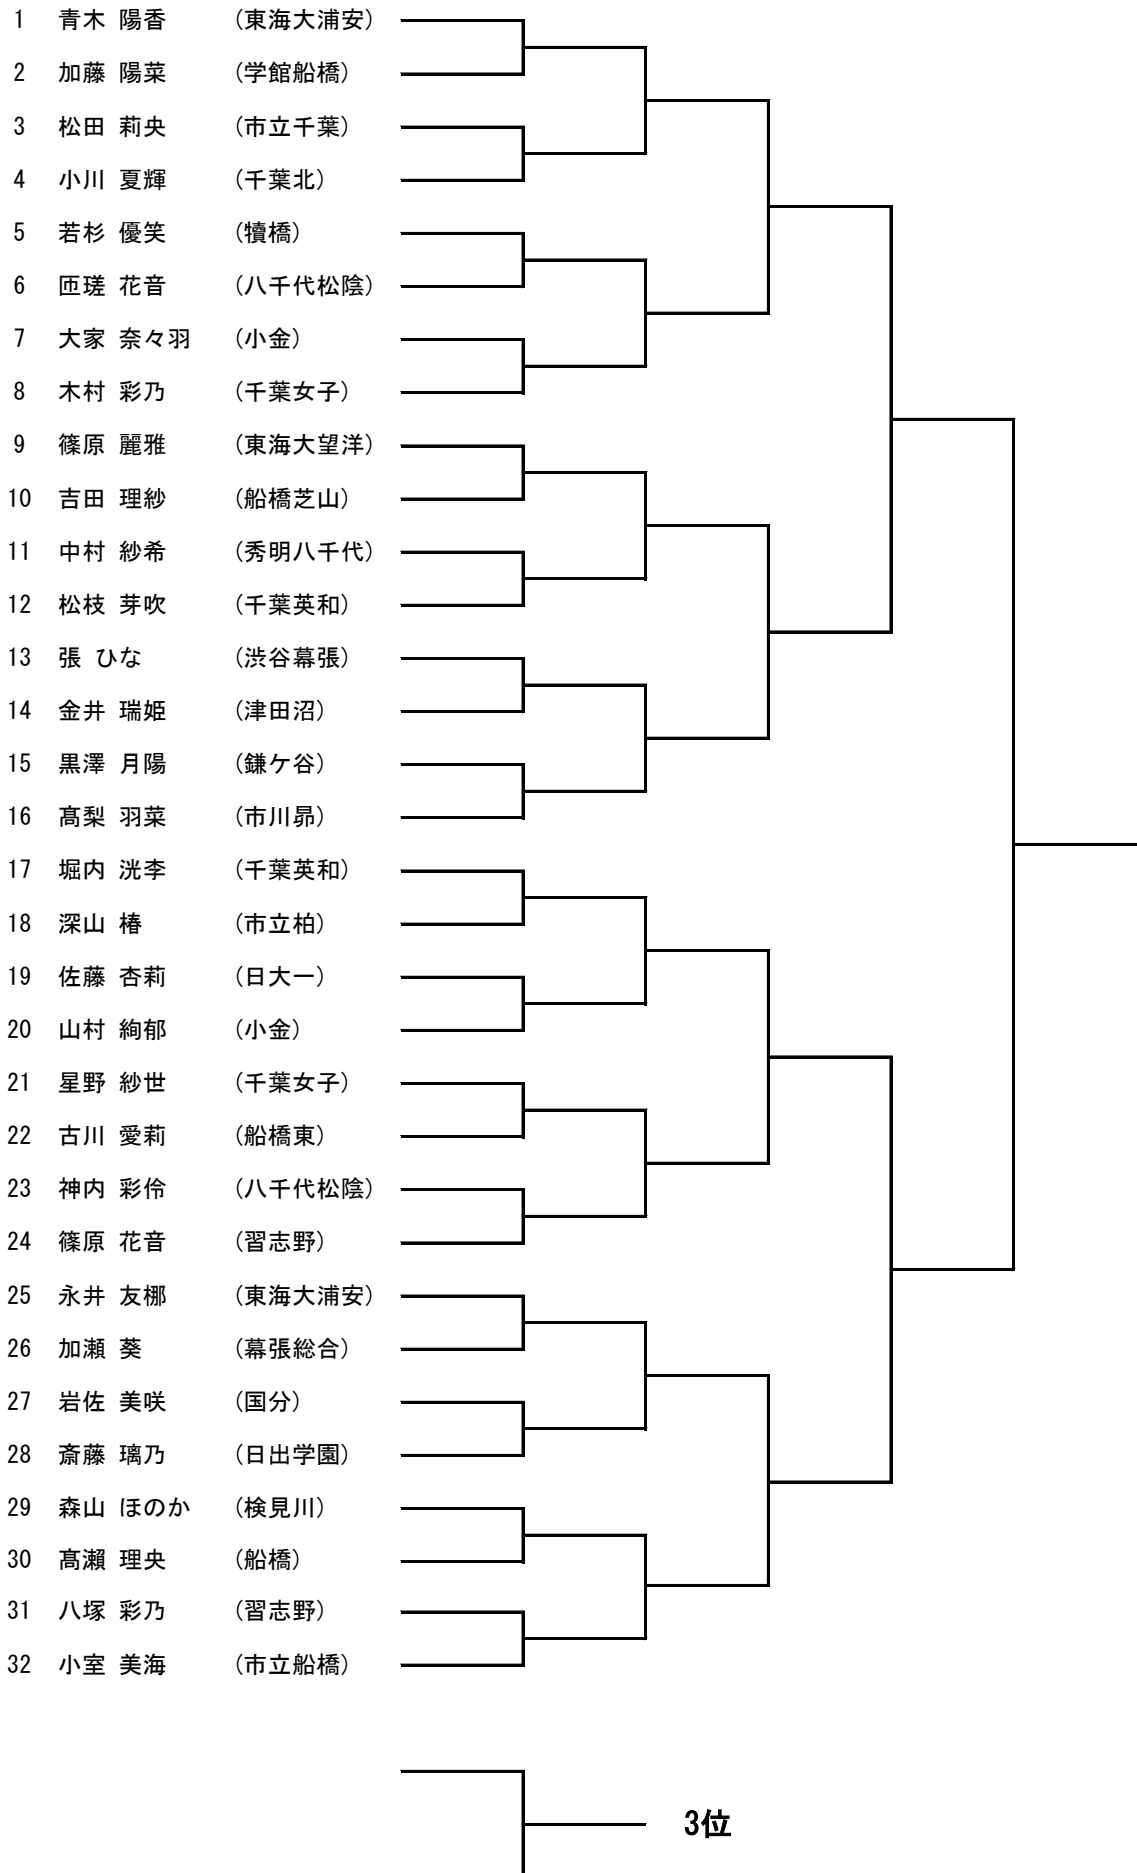 1 青木 陽香 (東海大浦安)
2 加藤 陽菜 (学館船橋)
3 松田 莉央 (市立千葉)
4 小川 夏輝 (千葉北)
5 若杉 優笑 (犢橋)
6 匝瑳 花音 (八千代松陰)
7 大家 奈々羽 (小金)
8 木村 彩乃 (千葉女子)
9 篠原 麗雅 (東海大望洋)
10 吉田 理紗 (船橋芝山)
11 中村 紗希 (秀明八千代)
12 松枝 芽吹 (千葉英和)
13 張 ひな (渋谷幕張)
14 金井 瑞姫 (津田沼)
15 黒澤 月陽 (鎌ケ谷)
16 髙梨 羽菜 (市川昴)
17 堀内 洸李 (千葉英和)
18 深山 椿 (市立柏)
19 佐藤 杏莉 (日大一)
20 山村 絢郁 (小金)
21 星野 紗世 (千葉女子)
22 古川 愛莉 (船橋東)
23 神内 彩伶 (八千代松陰)
24 篠原 花音 (習志野)
25 永井 友梛 (東海大浦安)
26 加瀬 葵 (幕張総合)
27 岩佐 美咲 (国分)
28 斎藤 璃乃 (日出学園)
29 森山 ほのか (検見川)
30 髙瀨 理央 (船橋)
31 八塚 彩乃 (習志野)
32 小室 美海 (市立船橋)
3位